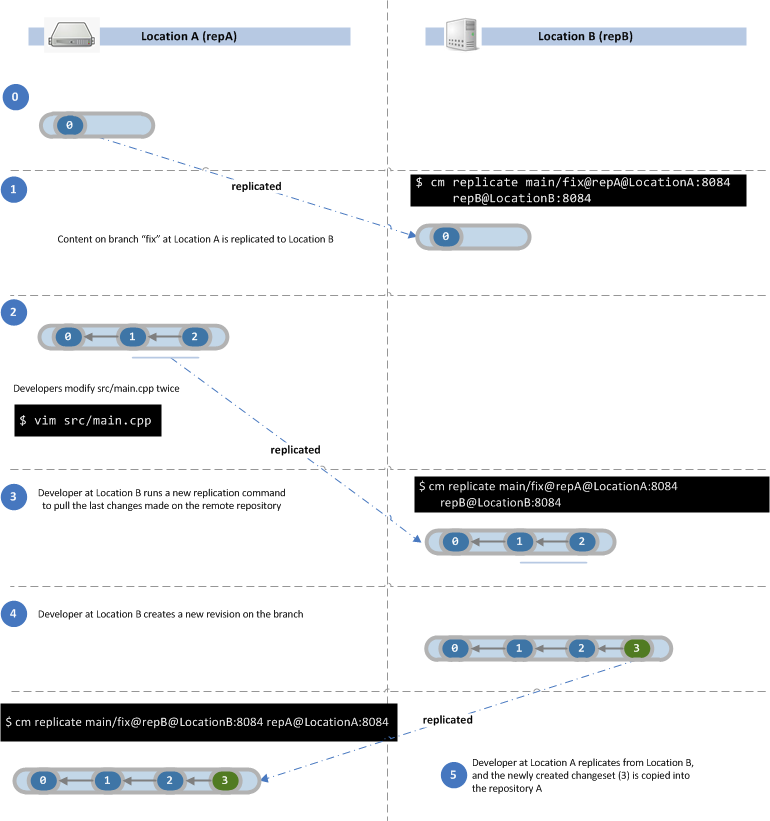 Location A (repA)
Location B (repB)
0
0
replicated
1
$ cm replicate main/fix@repA@LocationA:8084
repB@LocationB:8084
Content on branch “fix” at Location A is replicated to Location B
0
2
0 1 2
Developers modify src/main.cpp twice
$ vim src/main.cpp
replicated
3
Developer at Location B runs a new replication command
to pull the last changes made on the remote repository
$ cm replicate main/fix@repA@LocationA:8084
repB@LocationB:8084
0 1 2
4
Developer at Location B creates a new revision on the branch
0 1 2 3
$ cm replicate main/fix@repB@LocationB:8084 repA@LocationA:8084
replicated
0 1 2 3
5
Developer at Location A replicates from Location B,
and the newly created changeset (3) is copied into
the repository A